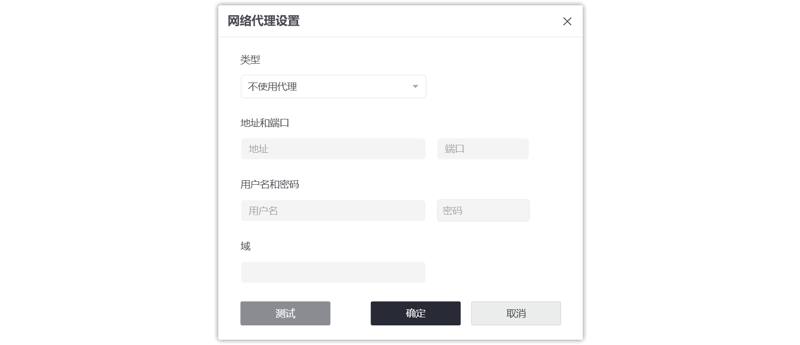 网络代理设置
类型
不使用代理
地址和端口
地址 端口
用户名和密码
用户名 密码
域
测试 确定 取消